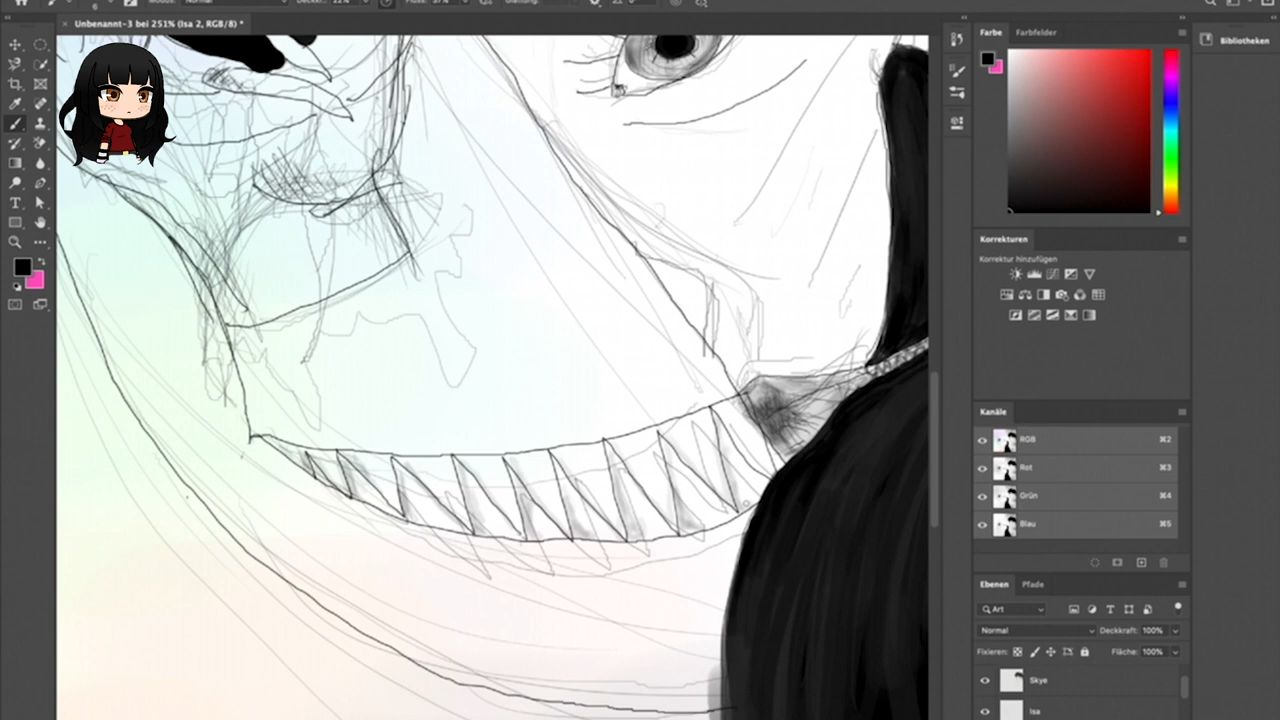 Unbenannt-3 bei 251% (Isa 2, RGB/8) *
Farbe
Farbfelder
Bibliotheken
Korrekturen
Korrektur hinzufügen
Kanäle
RGB ⌘2
Rot ⌘3
Grün ⌘4
Blau ⌘5
Ebenen
Pfade
Art
Normal
Deckkraft: 100%
Fixieren:
Fläche: 100%
Skye
Isa